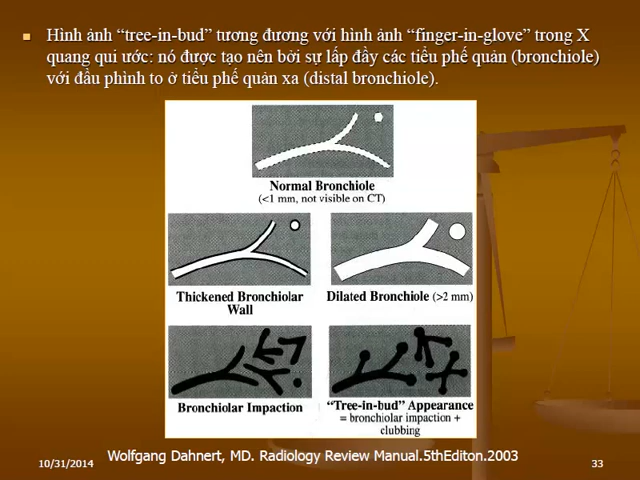 Hình ảnh “tree-in-bud” tương đương với hình ảnh “finger-in-glove” trong X
quang qui ước: nó được tạo nên bởi sự lấp đầy các tiểu phế quản (bronchiole)
với đầu phình to ở tiểu phế quản xa (distal bronchiole).
Normal Bronchiole
(<1 mm, not visible on CT)
Thickened Bronchiolar
Wall
Dilated Bronchiole (>2 mm)
Bronchiolar Impaction
“Tree-in-bud” Appearance
= bronchiolar impaction +
clubbing
Wolfgang Dahnert, MD. Radiology Review Manual.5thEditon.2003
10/31/2014
33